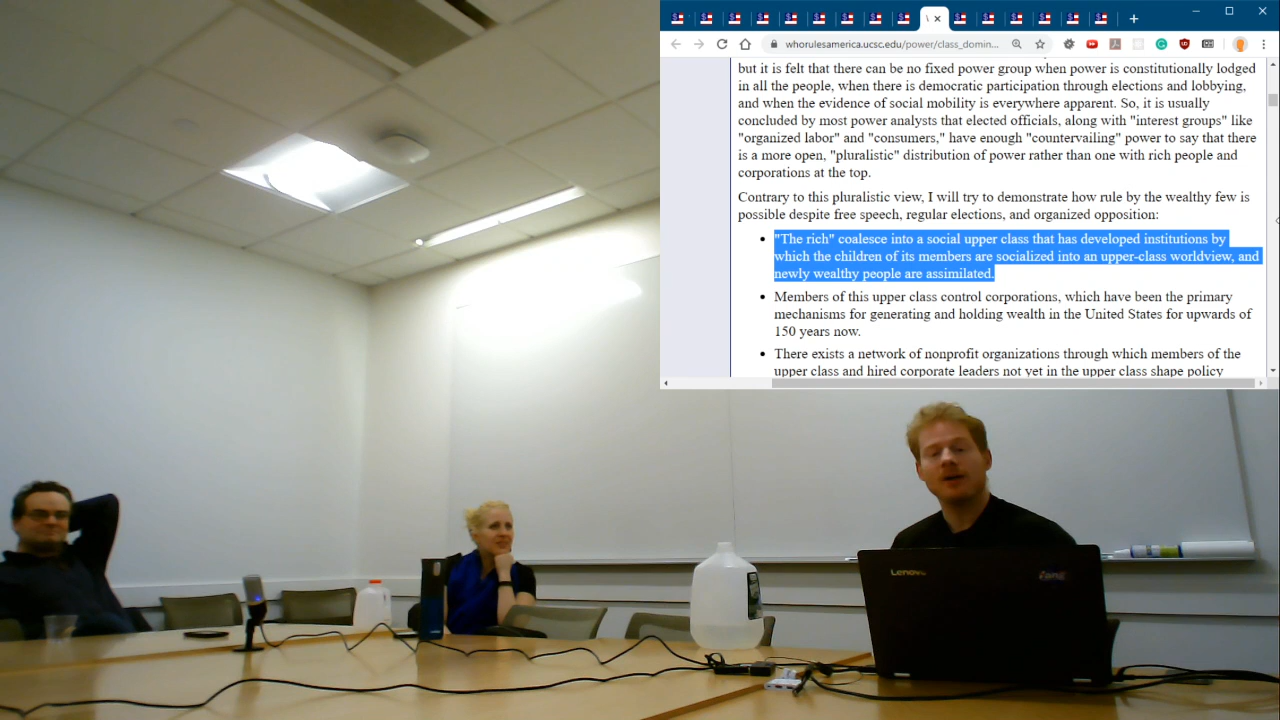 whorulesamerica.ucsc.edu/power/class_domin...
but it is felt that there can be no fixed power group when power is constitutionally lodged
in all the people, when there is democratic participation through elections and lobbying,
and when the evidence of social mobility is everywhere apparent. So, it is usually
concluded by most power analysts that elected officials, along with "interest groups" like
"organized labor" and "consumers," have enough "countervailing" power to say that there
is a more open, "pluralistic" distribution of power rather than one with rich people and
corporations at the top.
Contrary to this pluralistic view, I will try to demonstrate how rule by the wealthy few is
possible despite free speech, regular elections, and organized opposition:
• "The rich" coalesce into a social upper class that has developed institutions by
which the children of its members are socialized into an upper-class worldview, and
newly wealthy people are assimilated.
• Members of this upper class control corporations, which have been the primary
mechanisms for generating and holding wealth in the United States for upwards of
150 years now.
• There exists a network of nonprofit organizations through which members of the
upper class and hired corporate leaders not yet in the upper class shape policy
Lenovo